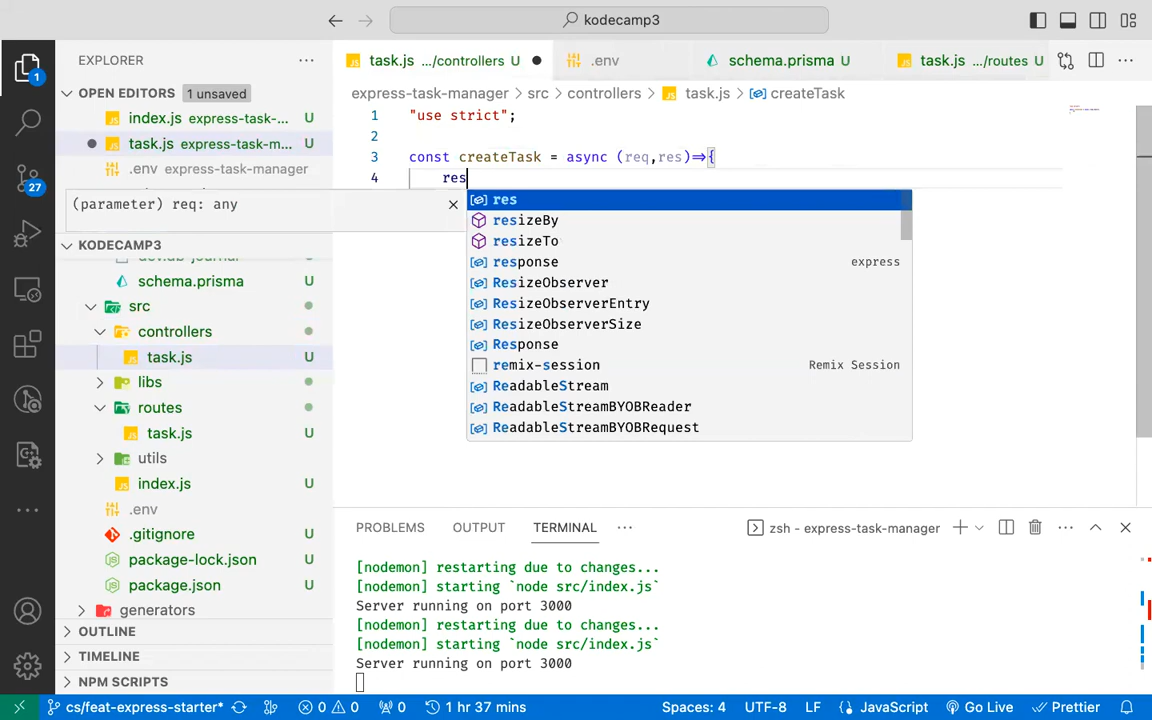 kodecamp3
EXPLORER
task.js .../controllers U
.env
schema.prisma U
task.js .../routes U
OPEN EDITORS 1 unsaved
express-task-manager > src > controllers > task.js > createTask
index.js express-task-... U
task.js express-task-m... U
.env express-task-manager
1 "use strict";
2
3 const createTask = async (req,res)=>{
4 res
(parameter) req: any
res
resizeBy
resizeTo
response express
ResizeObserver
ResizeObserverEntry
ResizeObserverSize
Response
remix-session Remix Session
ReadableStream
ReadableStreamBYOBReader
ReadableStreamBYOBRequest
KODECAMP3
schema.prisma U
src
controllers
task.js U
libs
routes
task.js U
utils
index.js U
.env
.gitignore U
package-lock.json U
package.json U
generators
OUTLINE
TIMELINE
NPM SCRIPTS
1
27
PROBLEMS OUTPUT TERMINAL ... zsh - express-task-manager
[nodemon] restarting due to changes...
[nodemon] starting `node src/index.js`
Server running on port 3000
[nodemon] restarting due to changes...
[nodemon] starting `node src/index.js`
Server running on port 3000
cs/feat-express-starter* 0 0 0 1 hr 37 mins Spaces: 4 UTF-8 LF JavaScript Go Live Prettier